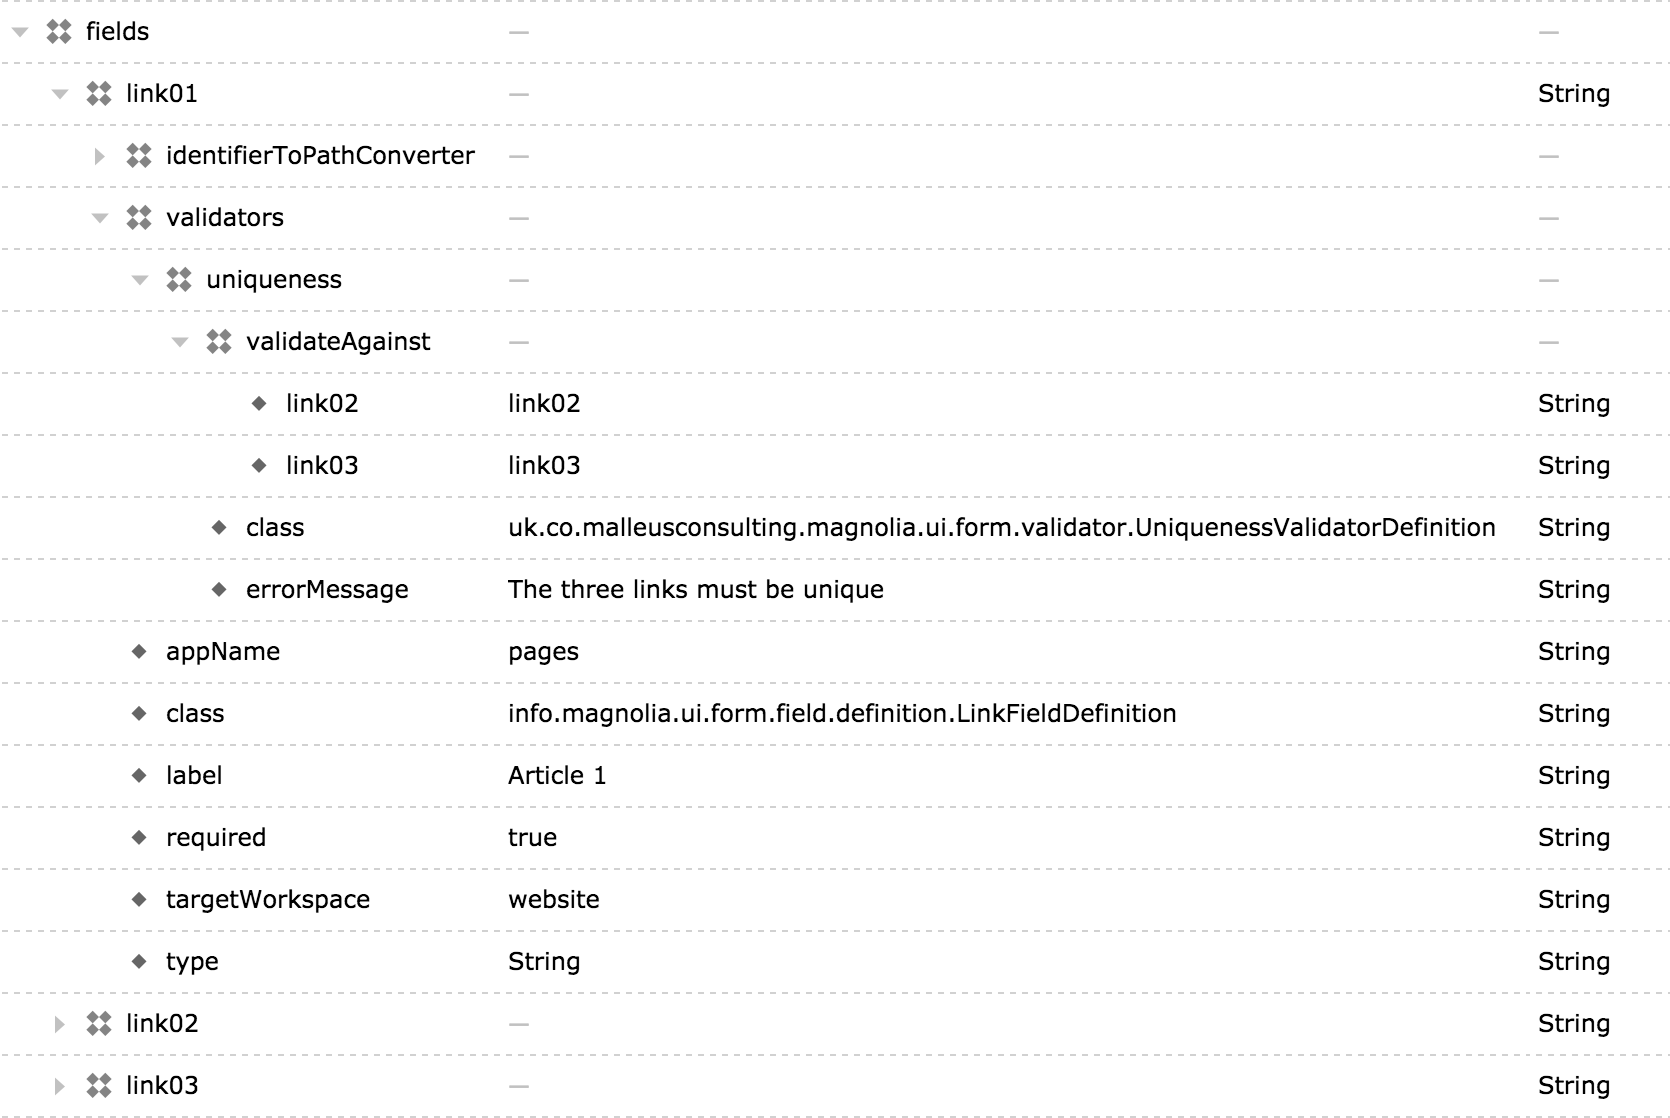 fields — —
link01 — String
identifierToPathConverter — —
validators — —
uniqueness — —
validateAgainst — —
link02 link02 String
link03 link03 String
class uk.co.malleusconsulting.magnolia.ui.form.validator.UniquenessValidatorDefinition String
errorMessage The three links must be unique String
appName pages String
class info.magnolia.ui.form.field.definition.LinkFieldDefinition String
label Article 1 String
required true String
targetWorkspace website String
type String String
link02 — String
link03 — String